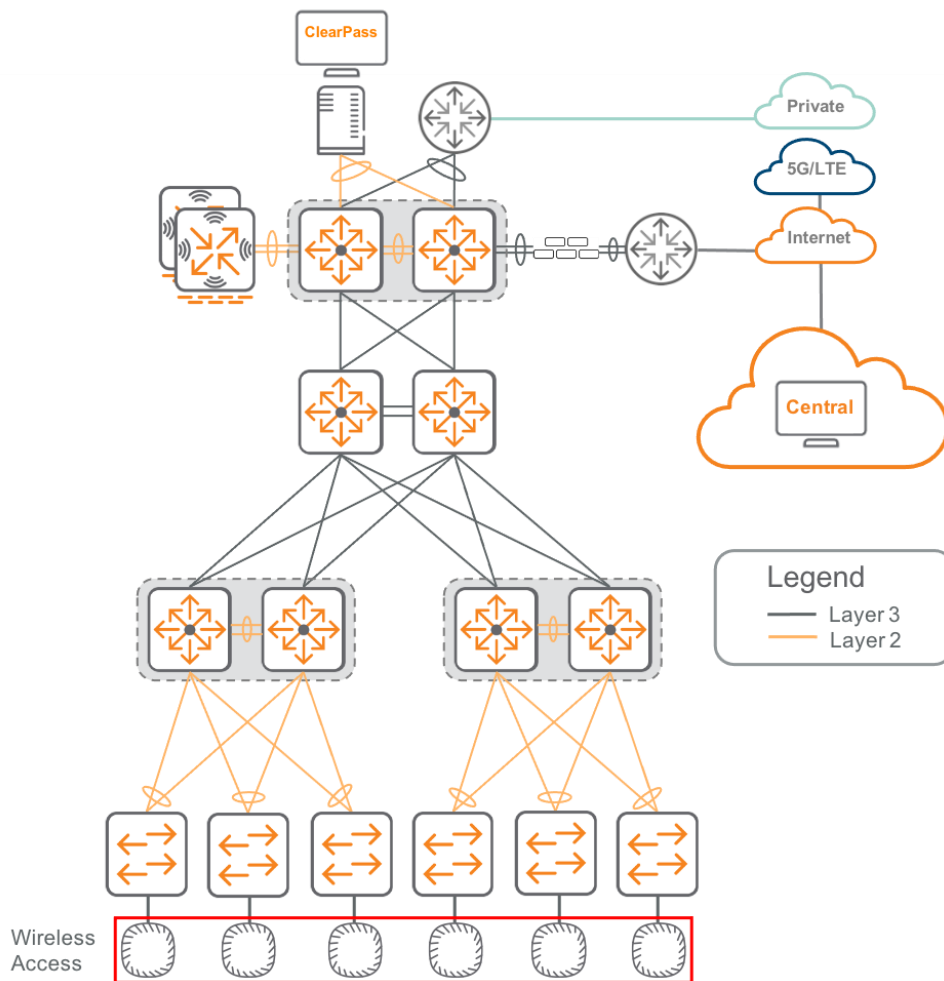 ClearPass
Private
5G/LTE
Internet
Central
Legend
Layer 3
Layer 2
Wireless
Access